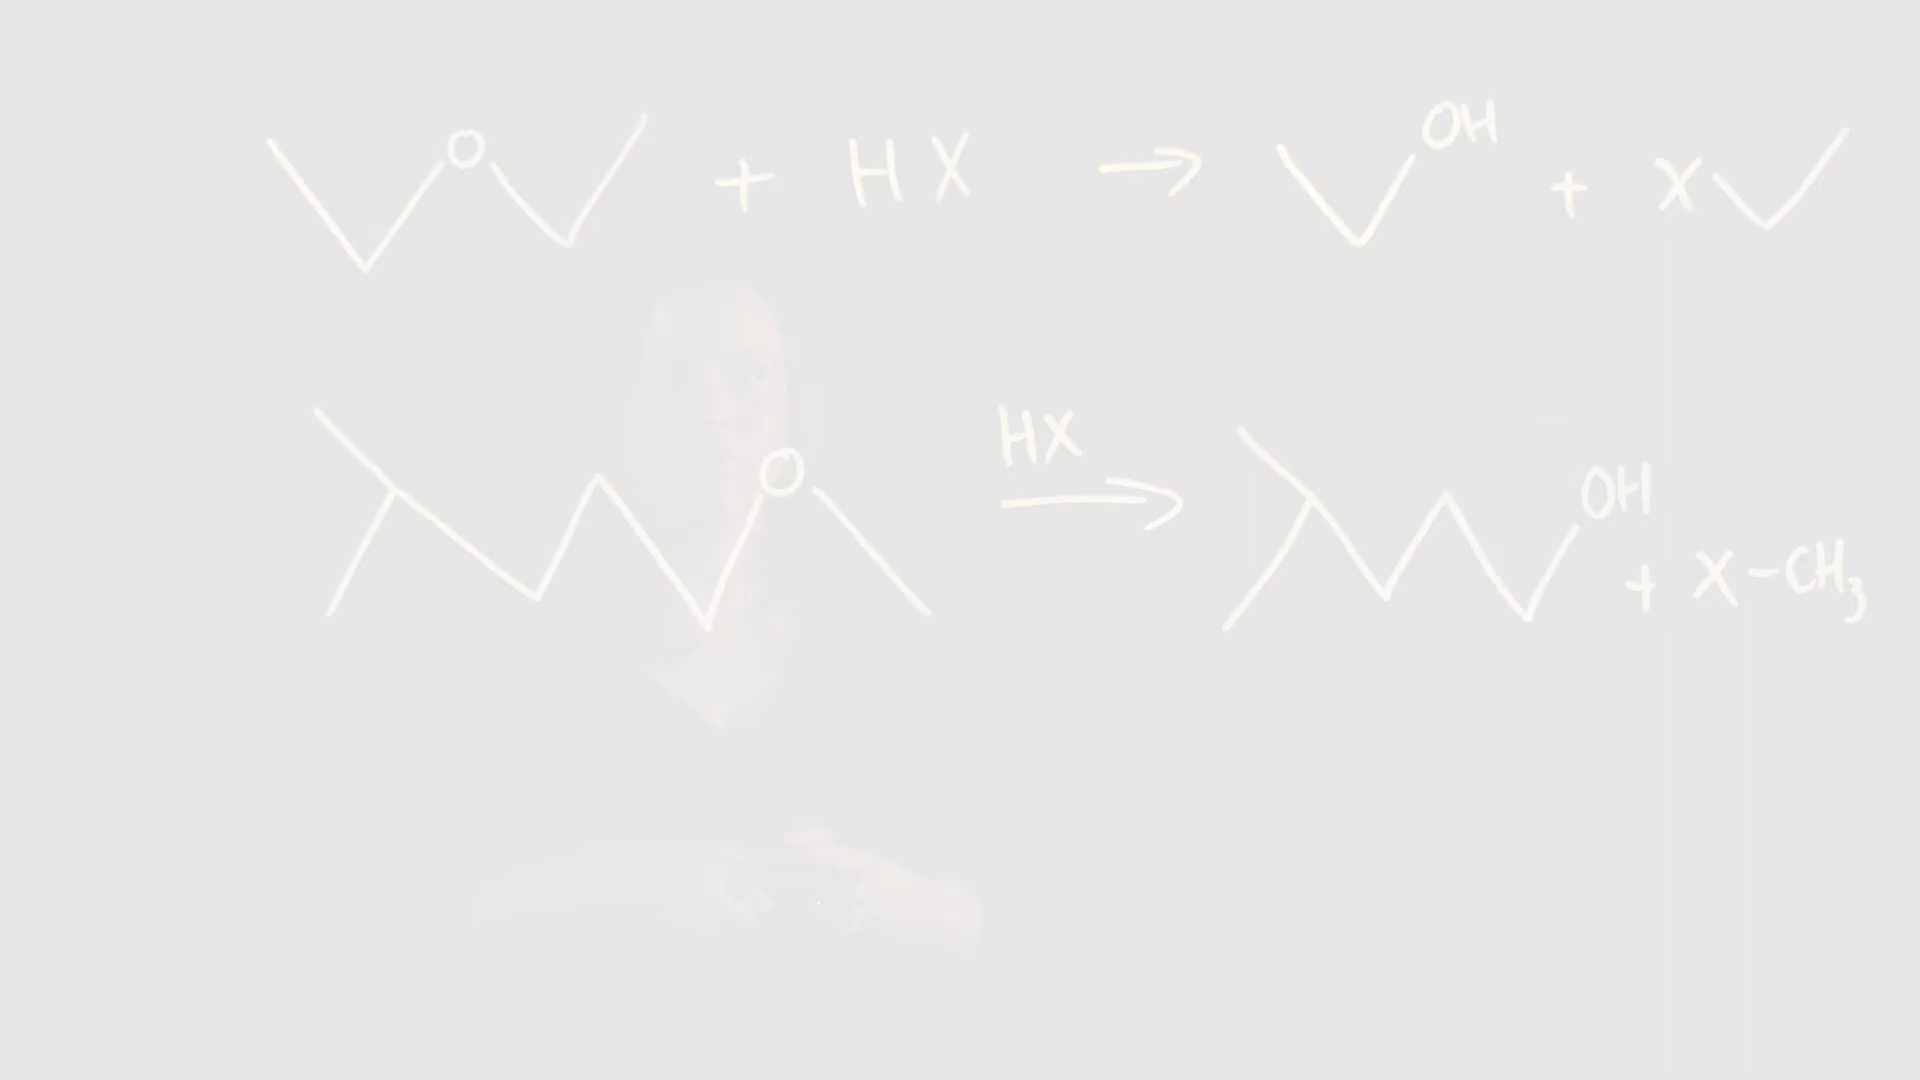 O + HX → OH + X
O HX → OH + X-CH₃